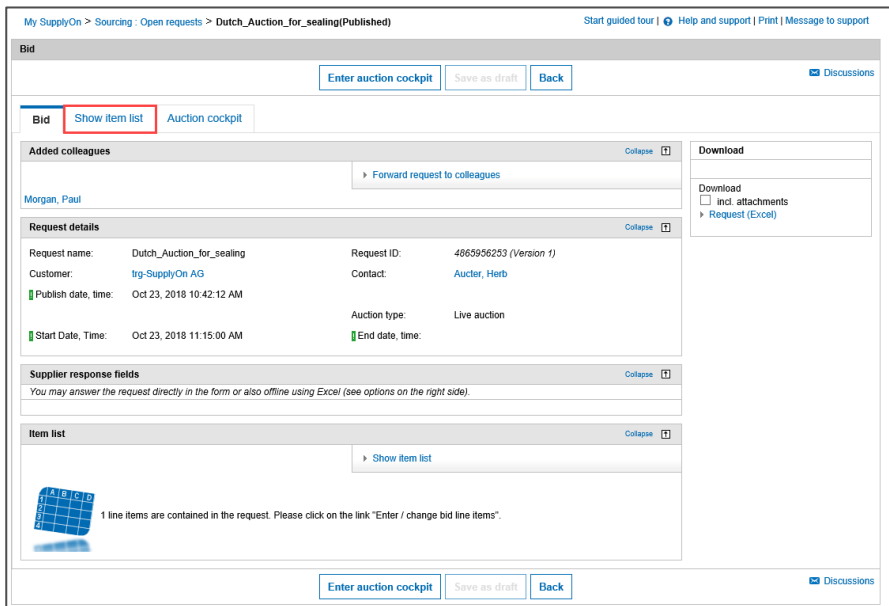 My SupplyOn > Sourcing : Open requests > Dutch_Auction_for_sealing(Published)
Start guided tour | ? Help and support | Print | Message to support
Bid
Enter auction cockpit Save as draft Back
Discussions
Bid Show item list Auction cockpit
Added colleagues Collapse
Download
Forward request to colleagues
Download
incl. attachments
Request (Excel)
Morgan, Paul
Request details Collapse
Request name: Dutch_Auction_for_sealing Request ID: 4865956253 (Version 1)
Customer: trg-SupplyOn AG Contact: Aucter, Herb
! Publish date, time: Oct 23, 2018 10:42:12 AM
Auction type: Live auction
! Start Date, Time: Oct 23, 2018 11:15:00 AM ! End date, time:
Supplier response fields Collapse
You may answer the request directly in the form or also offline using Excel (see options on the right side).
Item list Collapse
Show item list
A B C D
1
2
3
4
1 line items are contained in the request. Please click on the link "Enter / change bid line items".
Enter auction cockpit Save as draft Back
Discussions